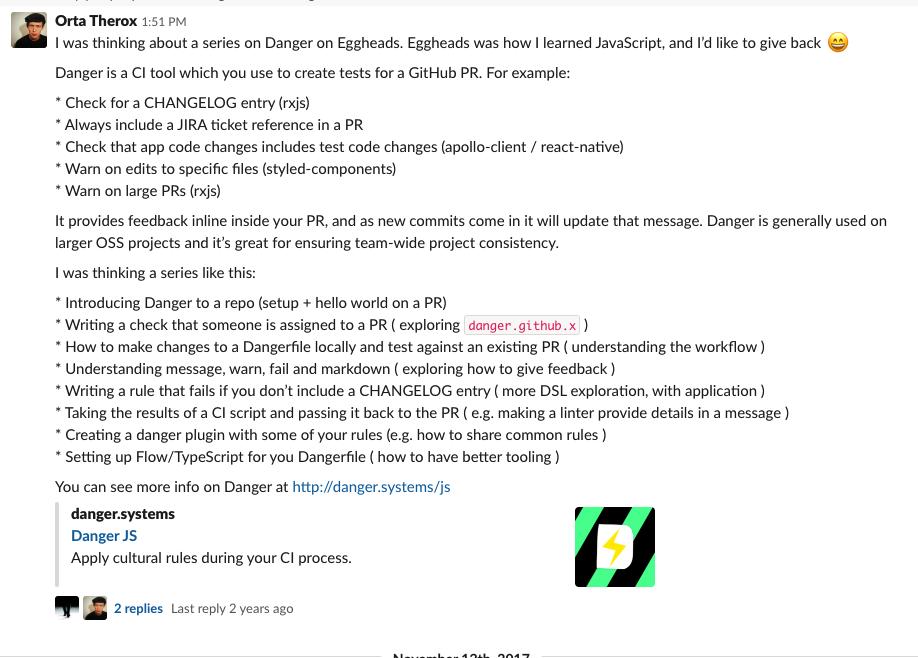 Orta Therox 1:51 PM
I was thinking about a series on Danger on Eggheads. Eggheads was how I learned JavaScript, and I'd like to give back 😄
Danger is a CI tool which you use to create tests for a GitHub PR. For example:
* Check for a CHANGELOG entry (rxjs)
* Always include a JIRA ticket reference in a PR
* Check that app code changes includes test code changes (apollo-client / react-native)
* Warn on edits to specific files (styled-components)
* Warn on large PRs (rxjs)
It provides feedback inline inside your PR, and as new commits come in it will update that message. Danger is generally used on
larger OSS projects and it's great for ensuring team-wide project consistency.
I was thinking a series like this:
* Introducing Danger to a repo (setup + hello world on a PR)
* Writing a check that someone is assigned to a PR ( exploring danger.github.x )
* How to make changes to a Dangerfile locally and test against an existing PR ( understanding the workflow )
* Understanding message, warn, fail and markdown ( exploring how to give feedback )
* Writing a rule that fails if you don't include a CHANGELOG entry ( more DSL exploration, with application )
* Taking the results of a CI script and passing it back to the PR ( e.g. making a linter provide details in a message )
* Creating a danger plugin with some of your rules (e.g. how to share common rules )
* Setting up Flow/TypeScript for you Dangerfile ( how to have better tooling )
You can see more info on Danger at http://danger.systems/js
danger.systems
Danger JS
Apply cultural rules during your CI process.
2 replies Last reply 2 years ago
November 13th, 2017